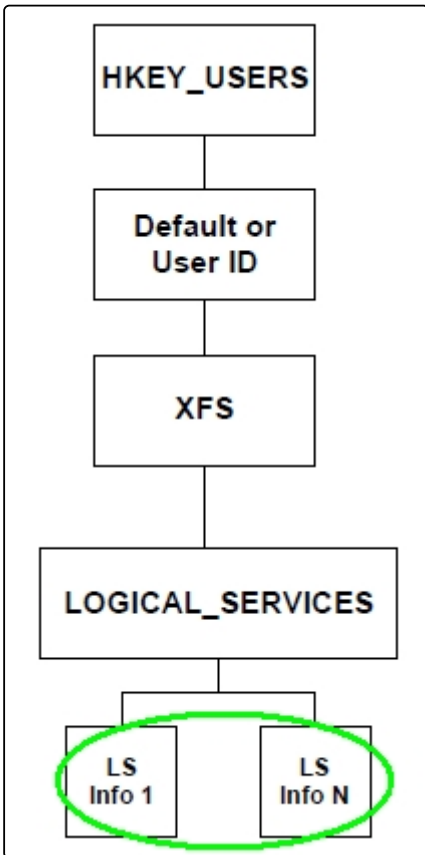 HKEY_USERS
Default or
User ID
XFS
LOGICAL_SERVICES
LS
Info 1
LS
Info N